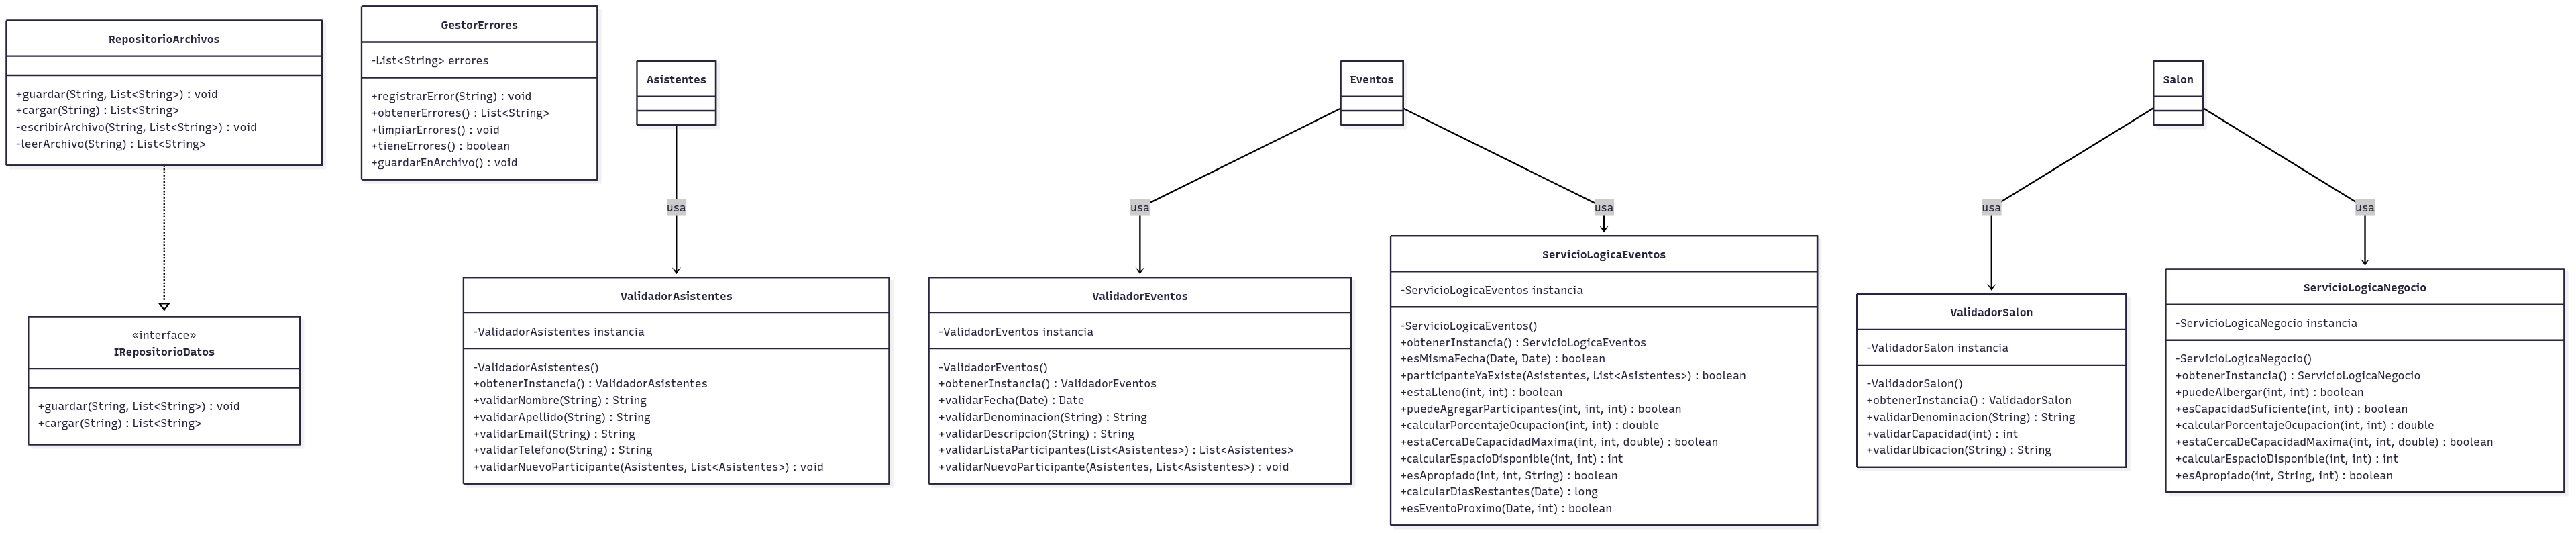 RepositorioArchivos
+guardar(String, List<String>) : void
+cargar(String) : List<String>
-escribirArchivo(String, List<String>) : void
-leerArchivo(String) : List<String>
GestorErrores
-List<String> errores
+registrarError(String) : void
+obtenerErrores() : List<String>
+limpiarErrores() : void
+tieneErrores() : boolean
+guardarEnArchivo() : void
Asistentes
Eventos
Salon
usa
usa
usa
usa
usa
«interface»
IRepositorioDatos
+guardar(String, List<String>) : void
+cargar(String) : List<String>
ValidadorAsistentes
-ValidadorAsistentes instancia
-ValidadorAsistentes()
+obtenerInstancia() : ValidadorAsistentes
+validarNombre(String) : String
+validarApellido(String) : String
+validarEmail(String) : String
+validarTelefono(String) : String
+validarNuevoParticipante(Asistentes, List<Asistentes>) : void
ValidadorEventos
-ValidadorEventos instancia
-ValidadorEventos()
+obtenerInstancia() : ValidadorEventos
+validarFecha(Date) : Date
+validarDenominacion(String) : String
+validarDescripcion(String) : String
+validarListaParticipantes(List<Asistentes>) : List<Asistentes>
+validarNuevoParticipante(Asistentes, List<Asistentes>) : void
ServicioLogicaEventos
-ServicioLogicaEventos instancia
-ServicioLogicaEventos()
+obtenerInstancia() : ServicioLogicaEventos
+esMismaFecha(Date, Date) : boolean
+participanteYaExiste(Asistentes, List<Asistentes>) : boolean
+estaLleno(int, int) : boolean
+puedeAgregarParticipantes(int, int, int) : boolean
+calcularPorcentajeOcupacion(int, int) : double
+estaCercaDeCapacidadMaxima(int, int, double) : boolean
+calcularEspacioDisponible(int, int) : int
+esApropiado(int, int, String) : boolean
+calcularDiasRestantes(Date) : long
+esEventoProximo(Date, int) : boolean
ValidadorSalon
-ValidadorSalon instancia
-ValidadorSalon()
+obtenerInstancia() : ValidadorSalon
+validarDenominacion(String) : String
+validarCapacidad(int) : int
+validarUbicacion(String) : String
ServicioLogicaNegocio
-ServicioLogicaNegocio instancia
-ServicioLogicaNegocio()
+obtenerInstancia() : ServicioLogicaNegocio
+puedeAlbergar(int, int) : boolean
+esCapacidadSuficiente(int, int) : boolean
+calcularPorcentajeOcupacion(int, int) : double
+estaCercaDeCapacidadMaxima(int, int, double) : boolean
+calcularEspacioDisponible(int, int) : int
+esApropiado(int, String, int) : boolean